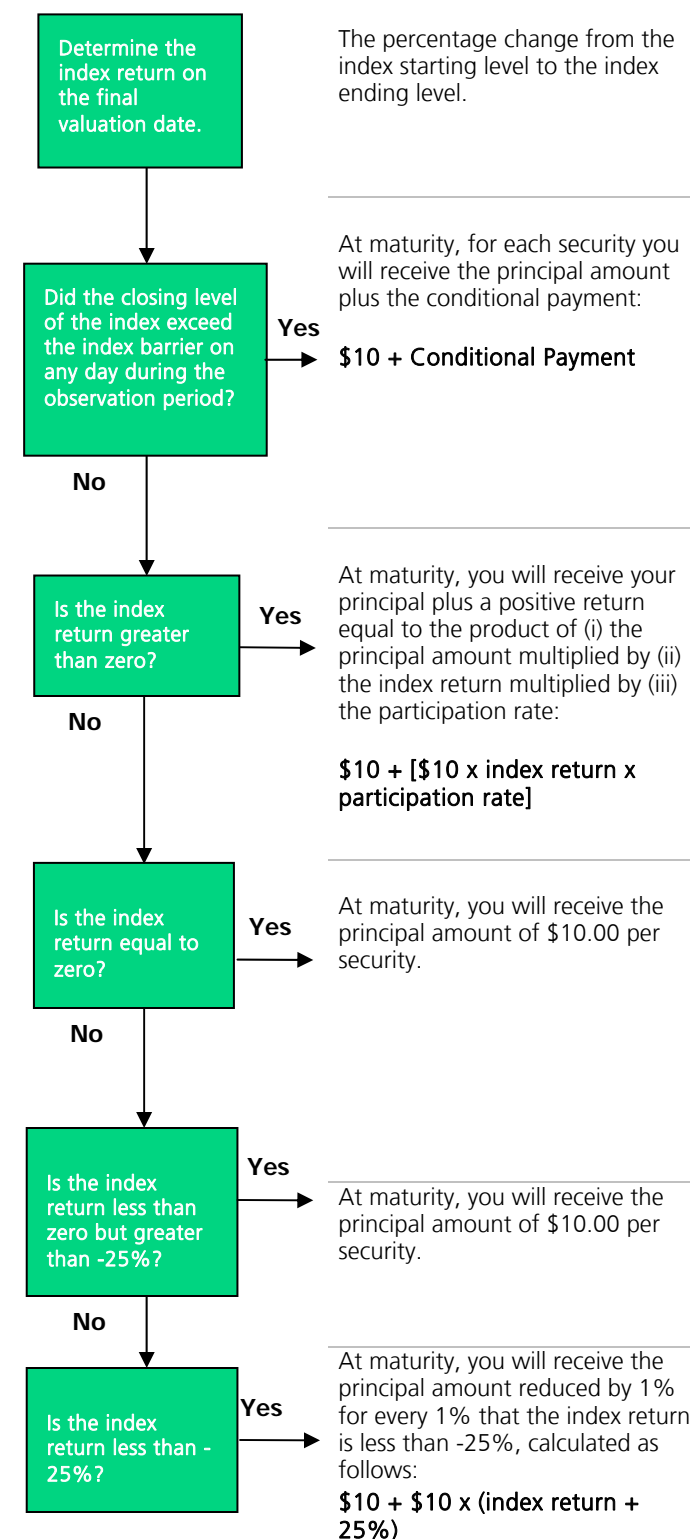 Determine the
index return on
the final
valuation date.
The percentage change from the
index starting level to the index
ending level.
Did the closing level
of the index exceed
the index barrier on
any day during the
observation period?
Yes
At maturity, for each security you
will receive the principal amount
plus the conditional payment:
$10 + Conditional Payment
No
Is the index
return greater
than zero?
Yes
At maturity, you will receive your
principal plus a positive return
equal to the product of (i) the
principal amount multiplied by (ii)
the index return multiplied by (iii)
the participation rate:
$10 + [$10 x index return x
participation rate]
No
Is the index
return equal to
zero?
Yes
At maturity, you will receive the
principal amount of $10.00 per
security.
No
Is the index
return less than
zero but greater
than -25%?
Yes
At maturity, you will receive the
principal amount of $10.00 per
security.
No
Is the index
return less than -
25%?
Yes
At maturity, you will receive the
principal amount reduced by 1%
for every 1% that the index return
is less than -25%, calculated as
follows:
$10 + $10 x (index return +
25%)